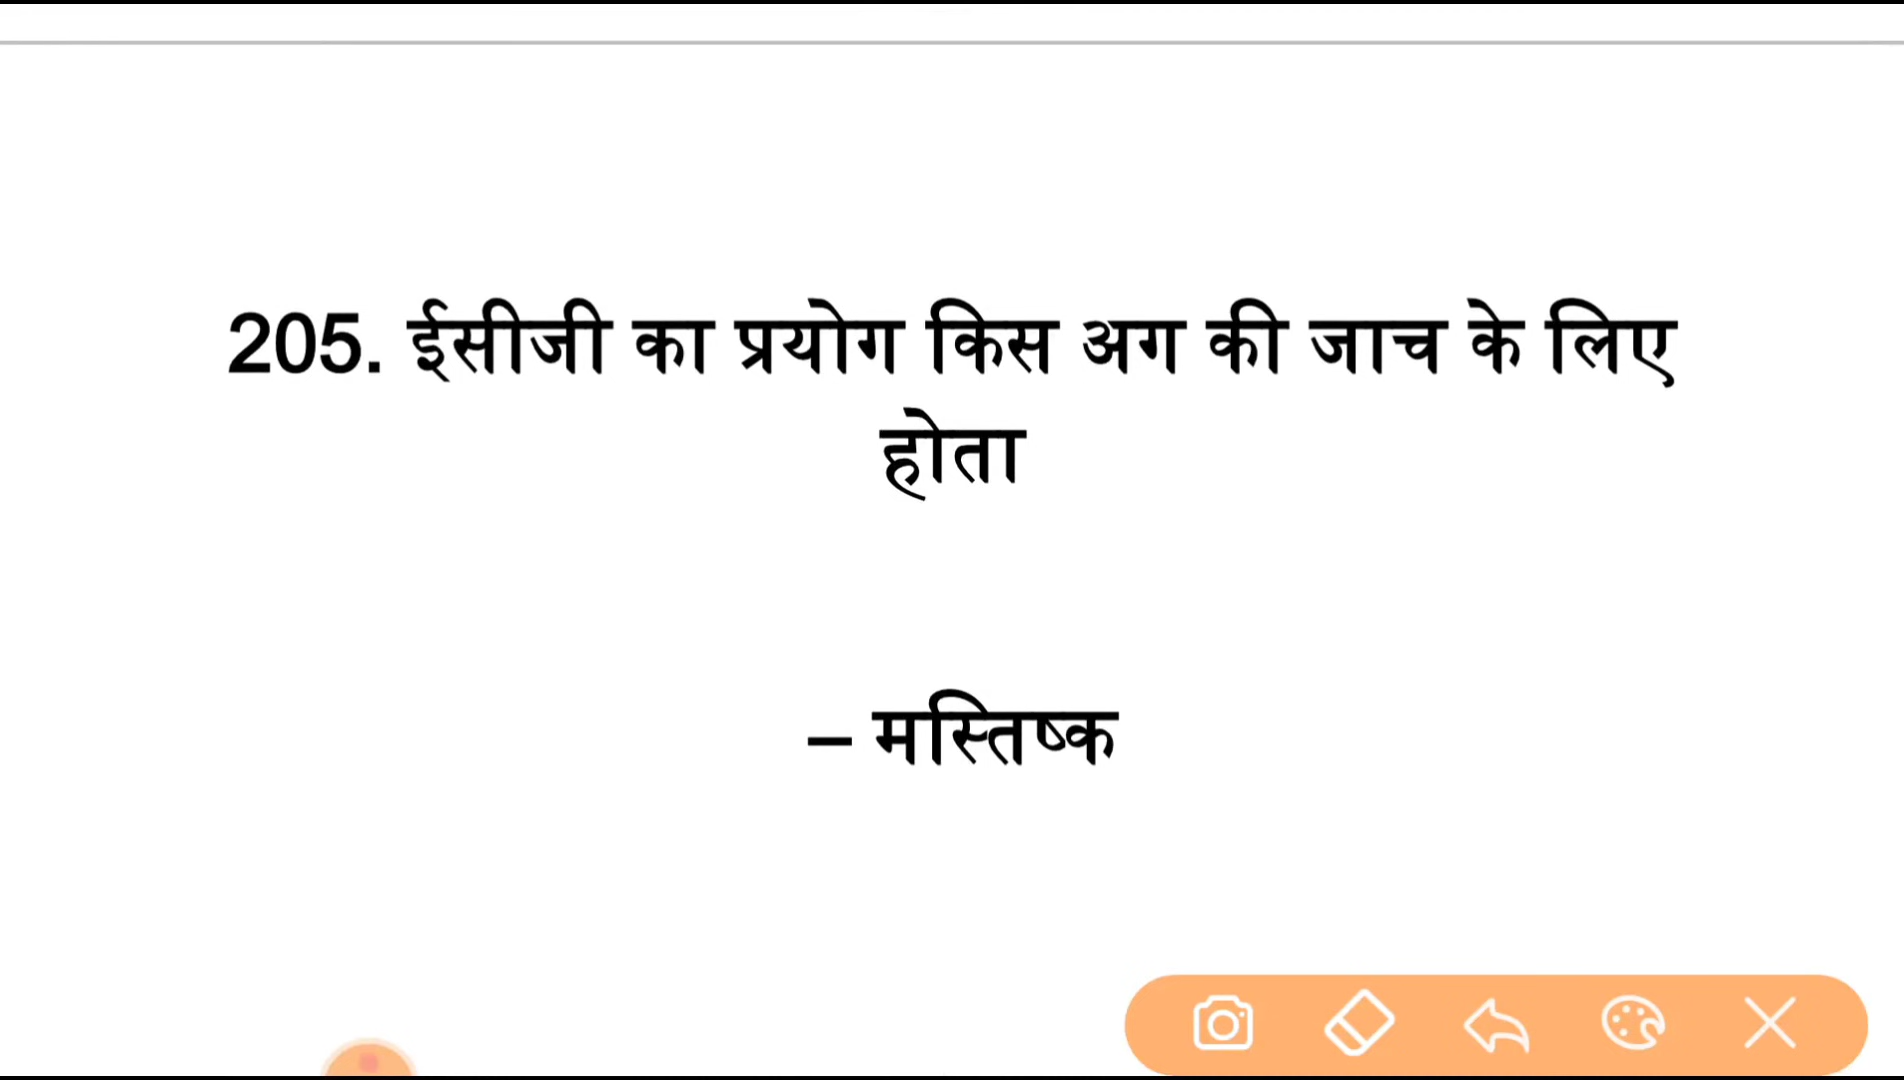 205. ईसीजी का प्रयोग किस अग की जाच के लिए
होता
– मस्तिष्क